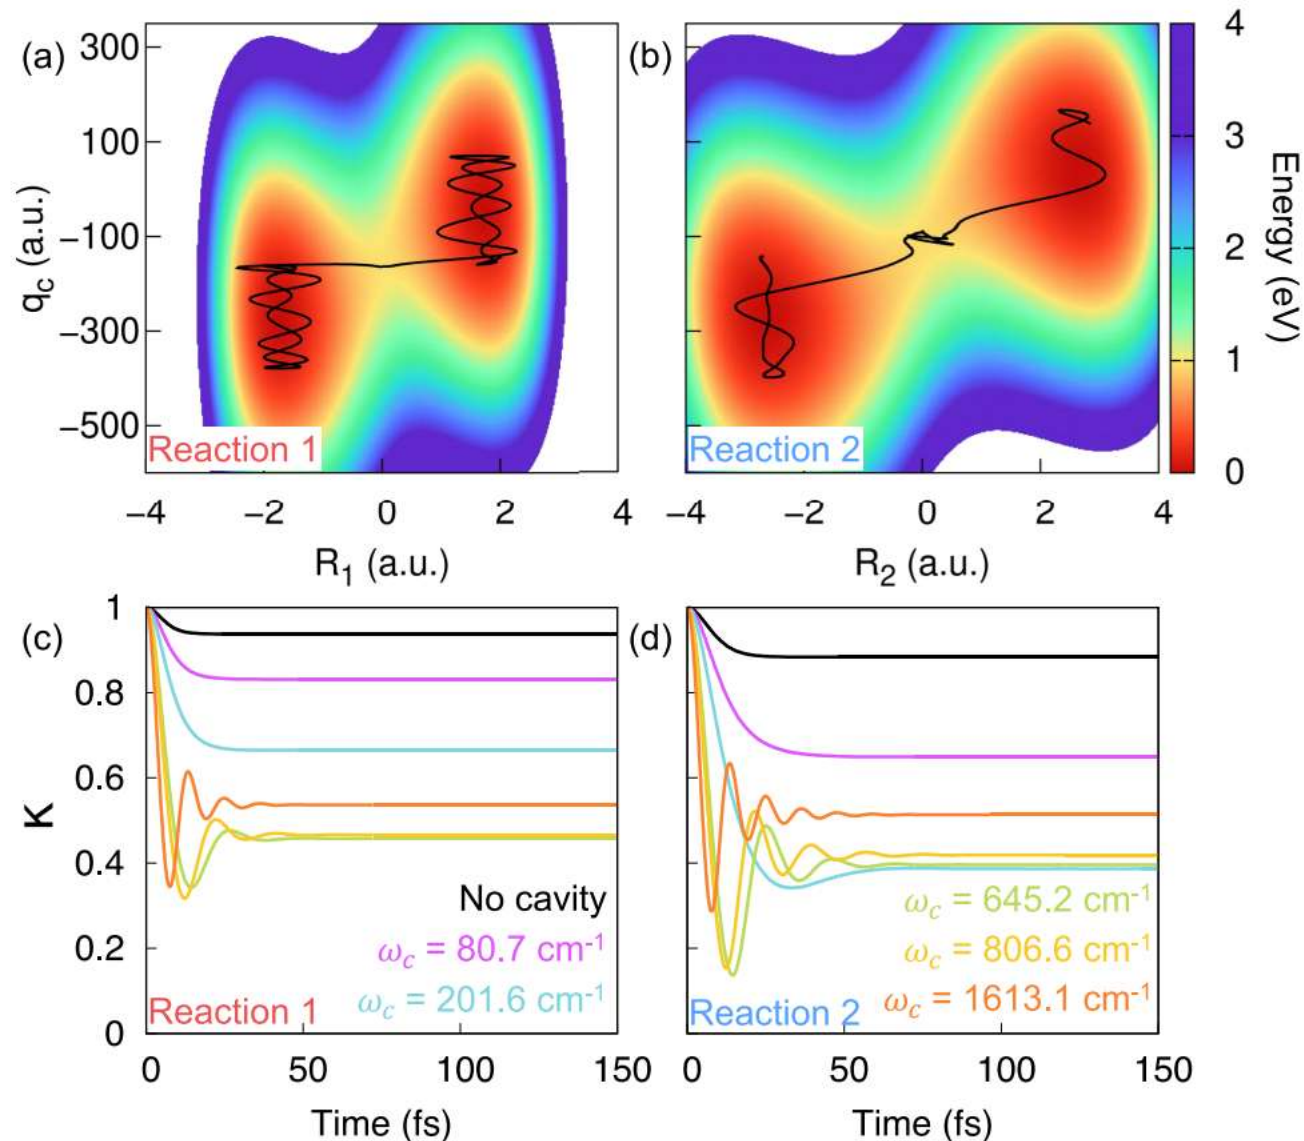 (a)
300
100
−100
−300
−500
q_c (a.u.)
Reaction 1
−4 −2 0 2 4
R_1 (a.u.)
(b)
Reaction 2
−4 −2 0 2 4
R_2 (a.u.)
4
3
2
1
0
Energy (eV)
(c)
1
0.8
0.6
0.4
0.2
0
κ
No cavity
ω_c = 80.7 cm⁻¹
ω_c = 201.6 cm⁻¹
Reaction 1
0 50 100 150
Time (fs)
(d)
ω_c = 645.2 cm⁻¹
ω_c = 806.6 cm⁻¹
ω_c = 1613.1 cm⁻¹
Reaction 2
0 50 100 150
Time (fs)